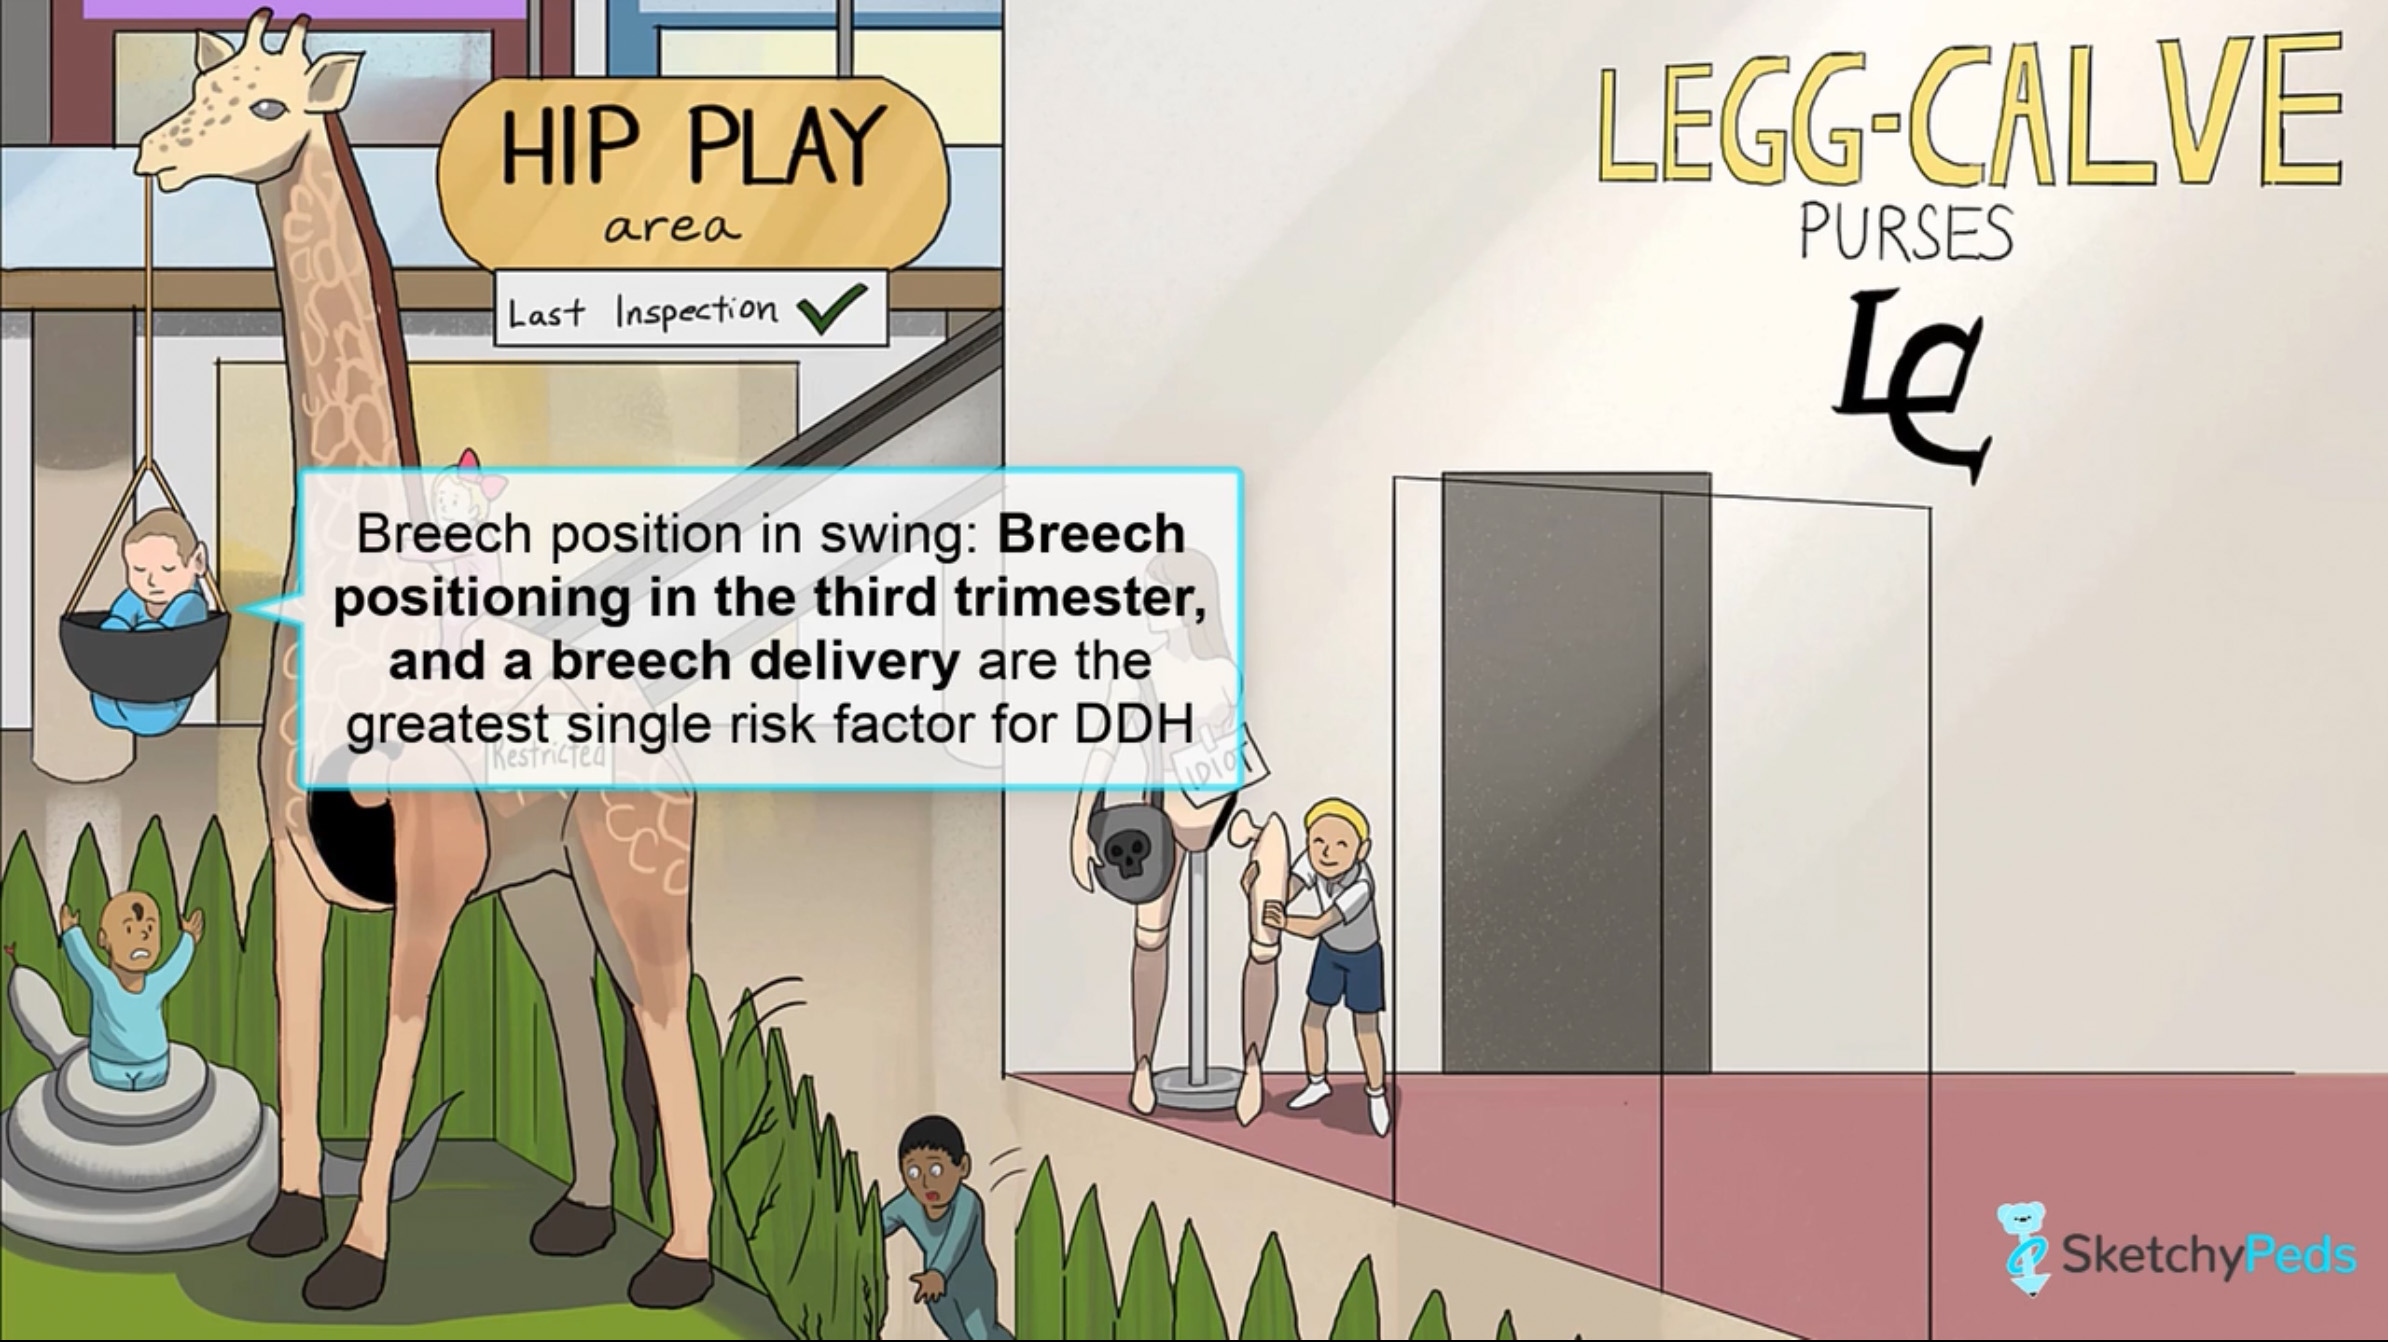 HIP PLAY
area
Last Inspection
LEGG-CALVE
PURSES
LC
Breech position in swing: Breech
positioning in the third trimester,
and a breech delivery are the
greatest single risk factor for DDH
Restricted
IDIOT
SketchyPeds